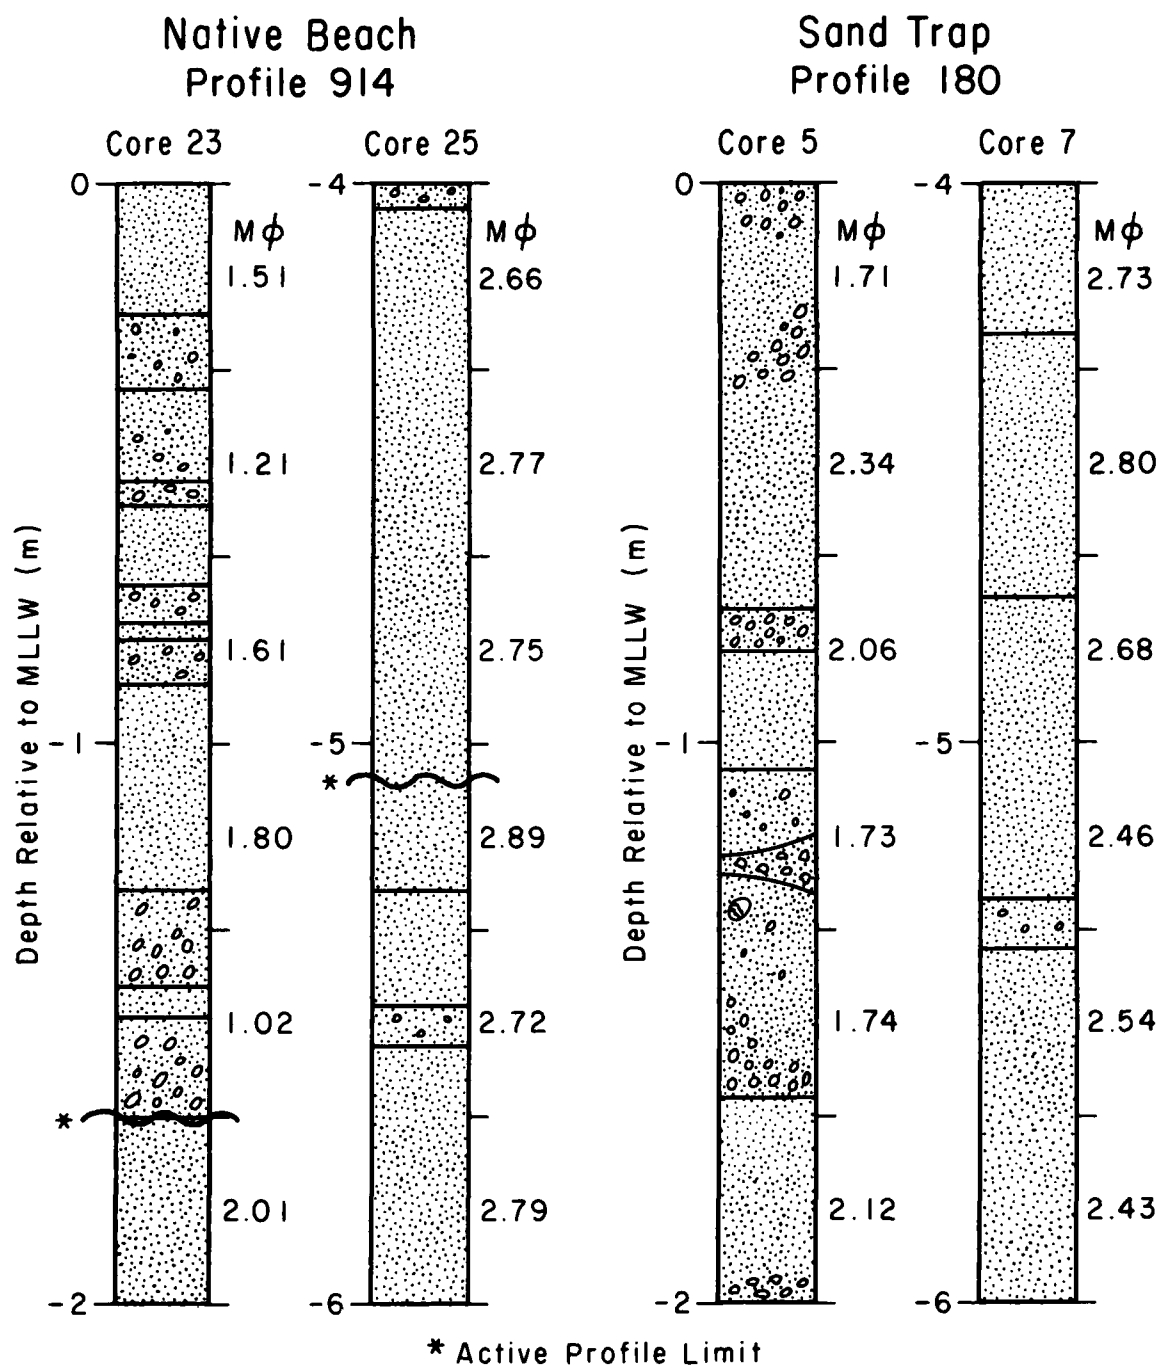 Native Beach
Profile 914
Sand Trap
Profile 180
Core 23
Core 25
Core 5
Core 7
Depth Relative to MLLW (m)
0
-1
-2
Mϕ
1.51
1.21
1.61
1.80
1.02
*
2.01
-4
-5
-6
Mϕ
2.66
2.77
2.75
*
2.89
2.72
2.79
Depth Relative to MLLW (m)
0
-1
-2
Mϕ
1.71
2.34
2.06
1.73
1.74
2.12
-4
-5
-6
Mϕ
2.73
2.80
2.68
2.46
2.54
2.43
* Active Profile Limit